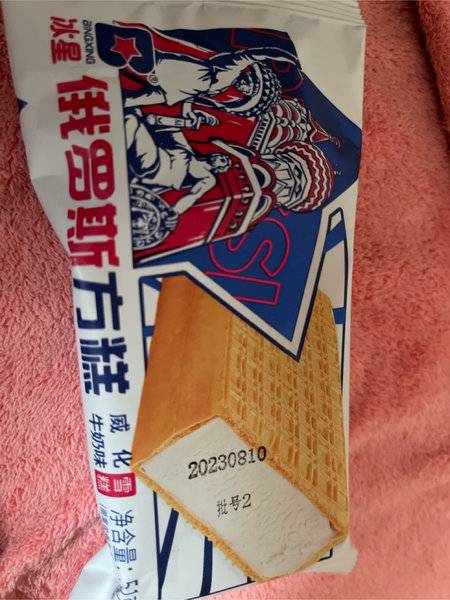 BINGXING
冰星
俄罗斯方糕
SI
威化雪糕
牛奶味
净含量:
20230810
批号2